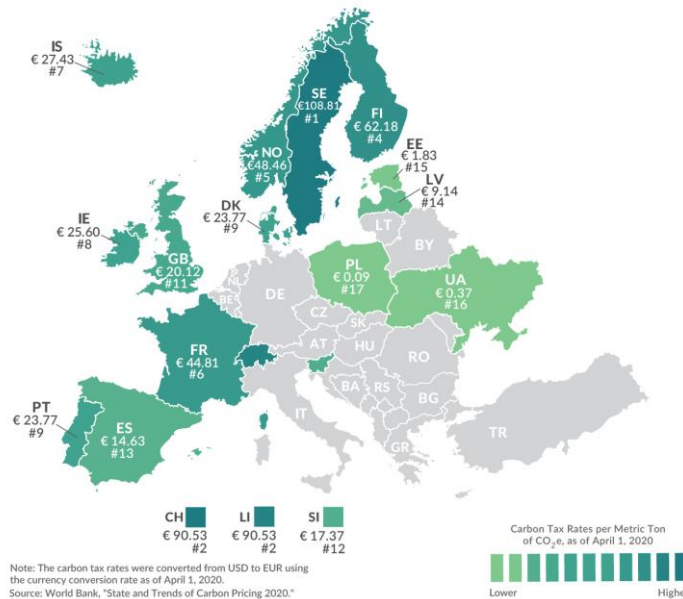 IS
€ 27.43
#7
SE
€108.81
#1
FI
€ 62.18
#4
NO
€48.46
#5
EE
€ 1.83
#15
LV
€ 9.14
#14
LT
BY
DK
€ 23.77
#9
IE
€ 25.60
#8
GB
€ 20.12
#11
NL
BE
DE
PL
€ 0.09
#17
UA
€ 0.37
#16
CZ
SK
AT
HU
RO
FR
€ 44.81
#6
PT
€ 23.77
#9
ES
€ 14.63
#13
IT
BA
RS
BG
GR
TR
CH
€ 90.53
#2
LI
€ 90.53
#2
SI
€ 17.37
#12
Carbon Tax Rates per Metric Ton
of CO₂e, as of April 1, 2020
Lower
Highe
Note: The carbon tax rates were converted from USD to EUR using
the currency conversion rate as of April 1, 2020.
Source: World Bank, "State and Trends of Carbon Pricing 2020."